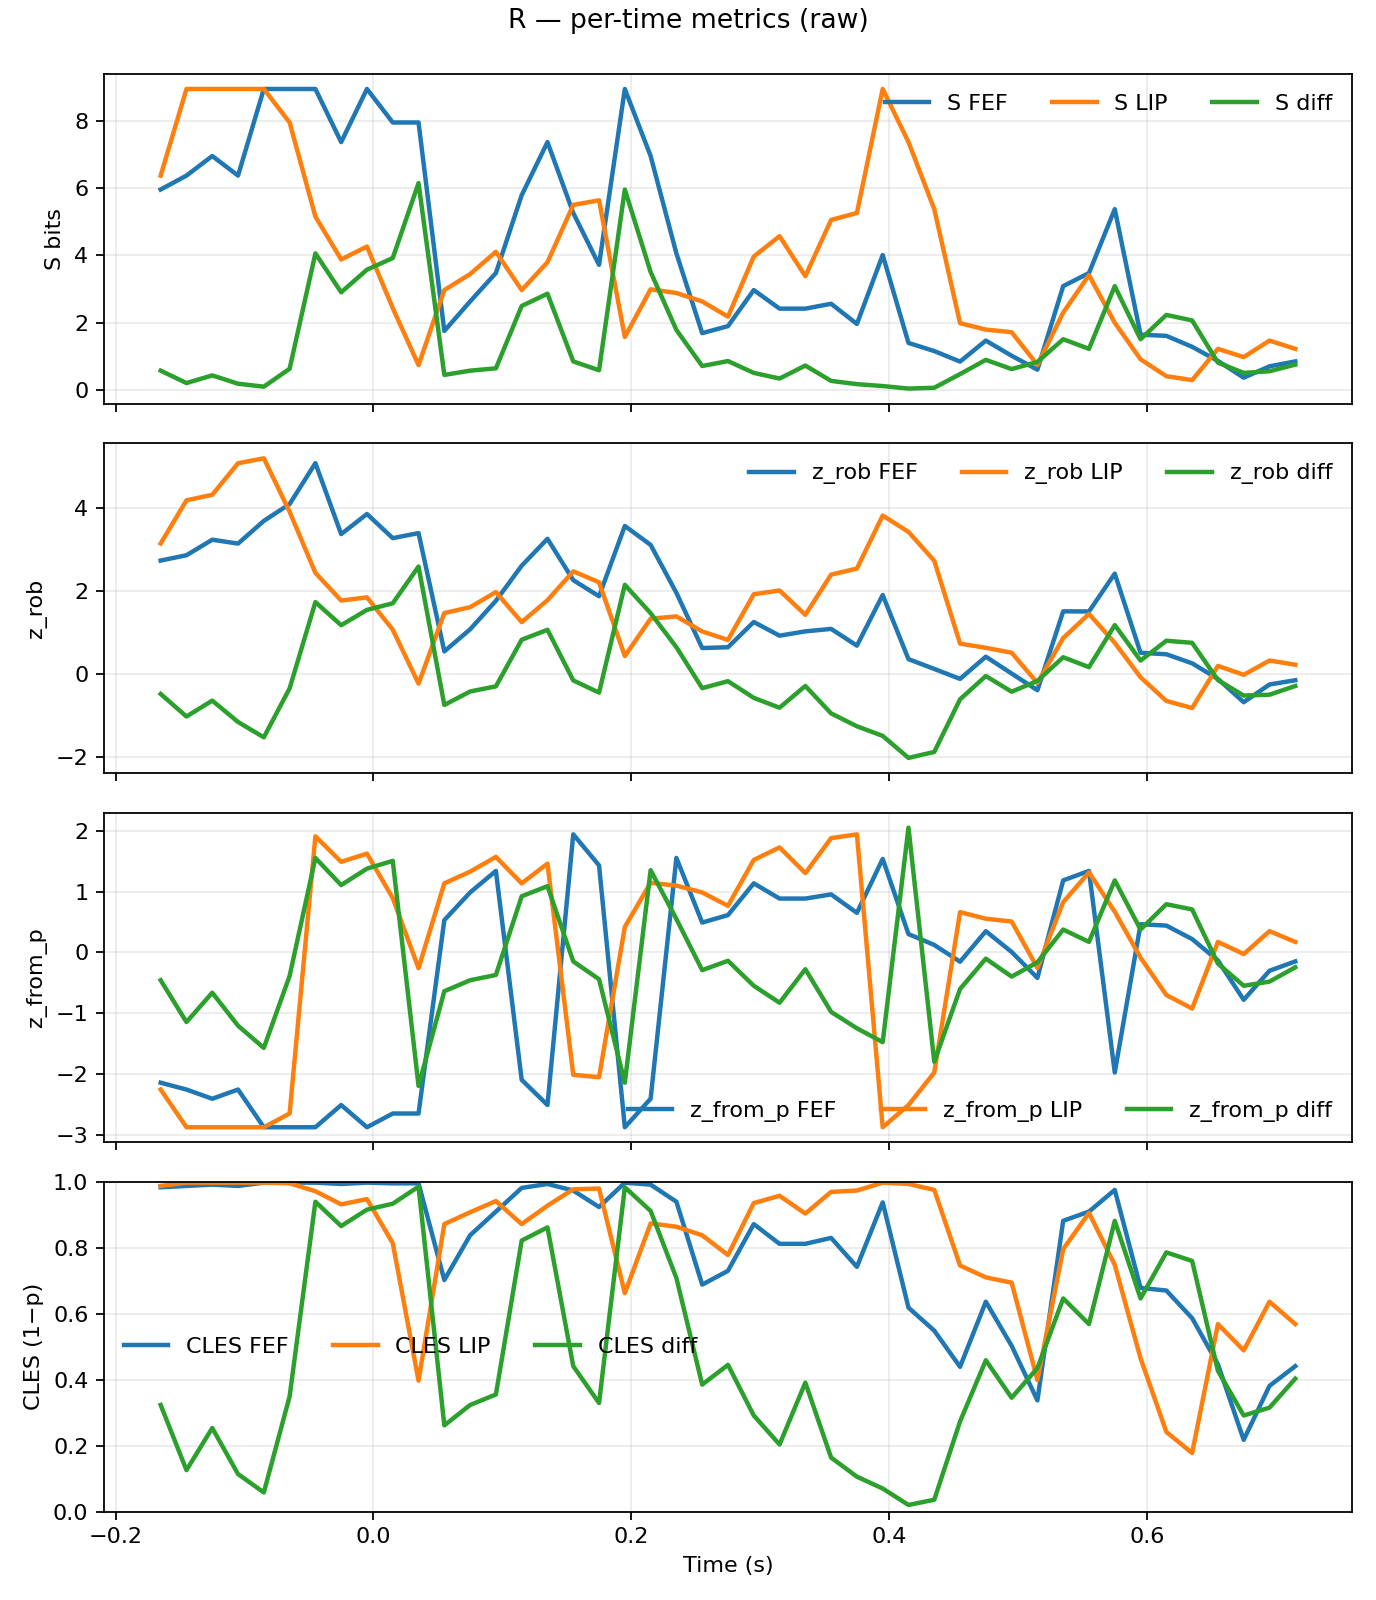 R — per-time metrics (raw)
S FEF S LIP S diff
S bits
8
6
4
2
0
z_rob FEF z_rob LIP z_rob diff
z_rob
4
2
0
−2
z_from_p
2
1
0
−1
−2
−3
z_from_p FEF z_from_p LIP z_from_p diff
CLES (1−p)
1.0
0.8
0.6
CLES FEF CLES LIP CLES diff
0.4
0.2
0.0
−0.2 0.0 0.2 0.4 0.6
Time (s)